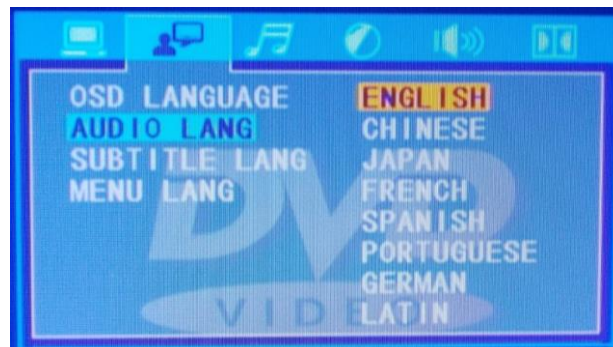 OSD LANGUAGE
AUDIO LANG
SUBTITLE LANG
MENU LANG
ENGLISH
CHINESE
JAPAN
FRENCH
SPANISH
PORTUGUESE
GERMAN
LATIN
DVD
VIDEO